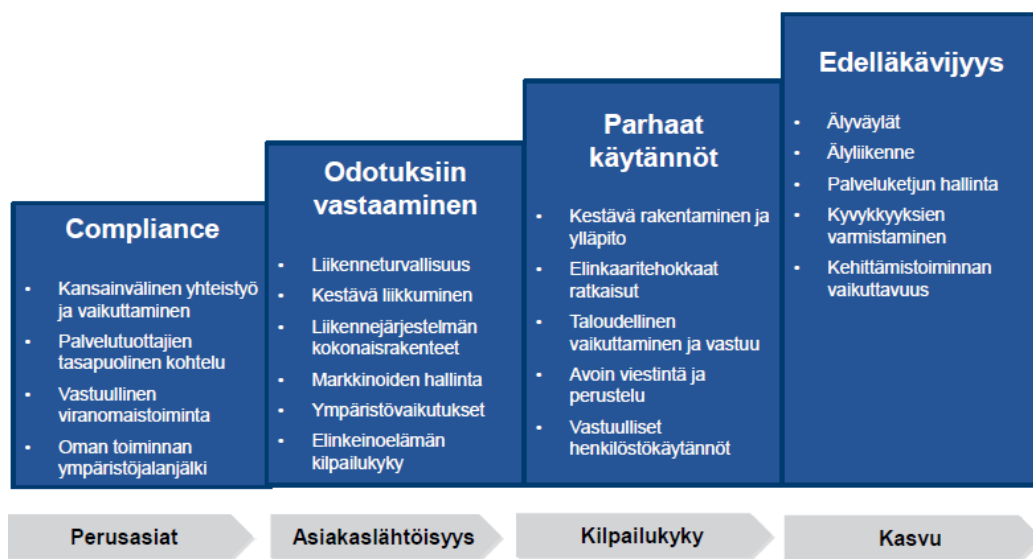 Compliance
• Kansainvälinen yhteistyö
ja vaikuttaminen
• Palvelutuottajien
tasapuolinen kohtelu
• Vastuullinen
viranomaistoiminta
• Oman toiminnan
ympäristöjalanjälki
Odotuksiin
vastaaminen
• Liikenneturvallisuus
• Kestävä liikkuminen
• Liikennejärjestelmän
kokonaisrakenteet
• Markkinoiden hallinta
• Ympäristövaikutukset
• Elinkeinoelämän
kilpailukyky
Parhaat
käytännöt
• Kestävä rakentaminen ja
ylläpito
• Elinkaaritehokkaat
ratkaisut
• Taloudellinen
vaikuttaminen ja vastuu
• Avoin viestintä ja
perustelu
• Vastuulliset
henkilöstökäytännöt
Edelläkävijyys
• Älyväylät
• Älyliikenne
• Palveluketjun hallinta
• Kyvykkyyksien
varmistaminen
• Kehittämistoiminnan
vaikuttavuus
Perusasiat
Asiakaslähtöisyys
Kilpailukyky
Kasvu